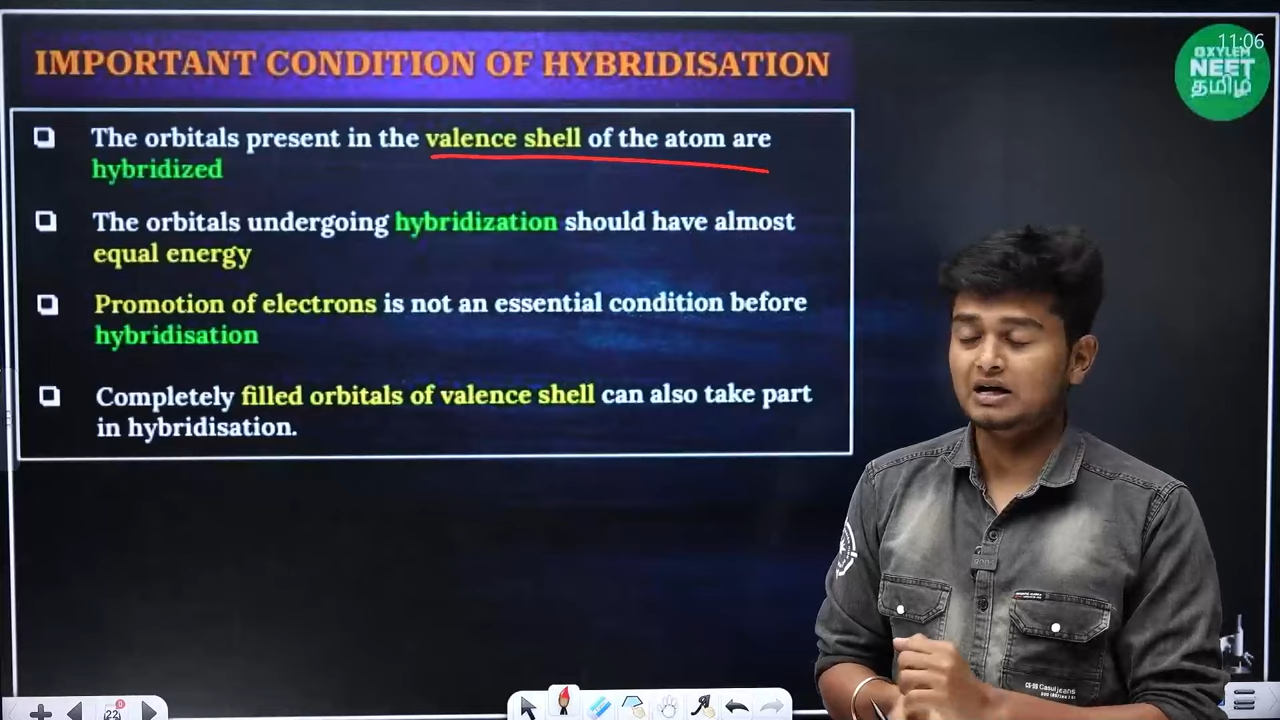 IMPORTANT CONDITION OF HYBRIDISATION
11:06
OXYLEM
NEET
தமிழ்
The orbitals present in the valence shell of the atom are
hybridized
The orbitals undergoing hybridization should have almost
equal energy
Promotion of electrons is not an essential condition before
hybridisation
Completely filled orbitals of valence shell can also take part
in hybridisation.
22